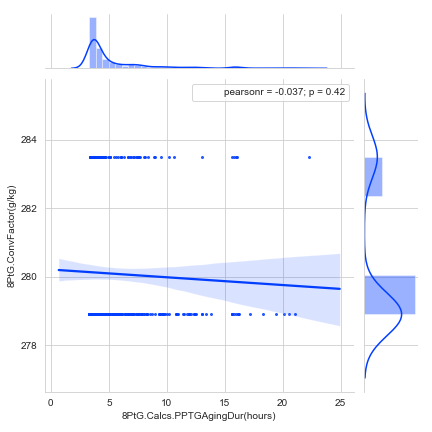 pearsonr = -0.037; p = 0.42
284
282
280
278
8PtG.ConvFactor(g/kg)
0 5 10 15 20 25
8PtG.Calcs.PPTGAgingDur(hours)